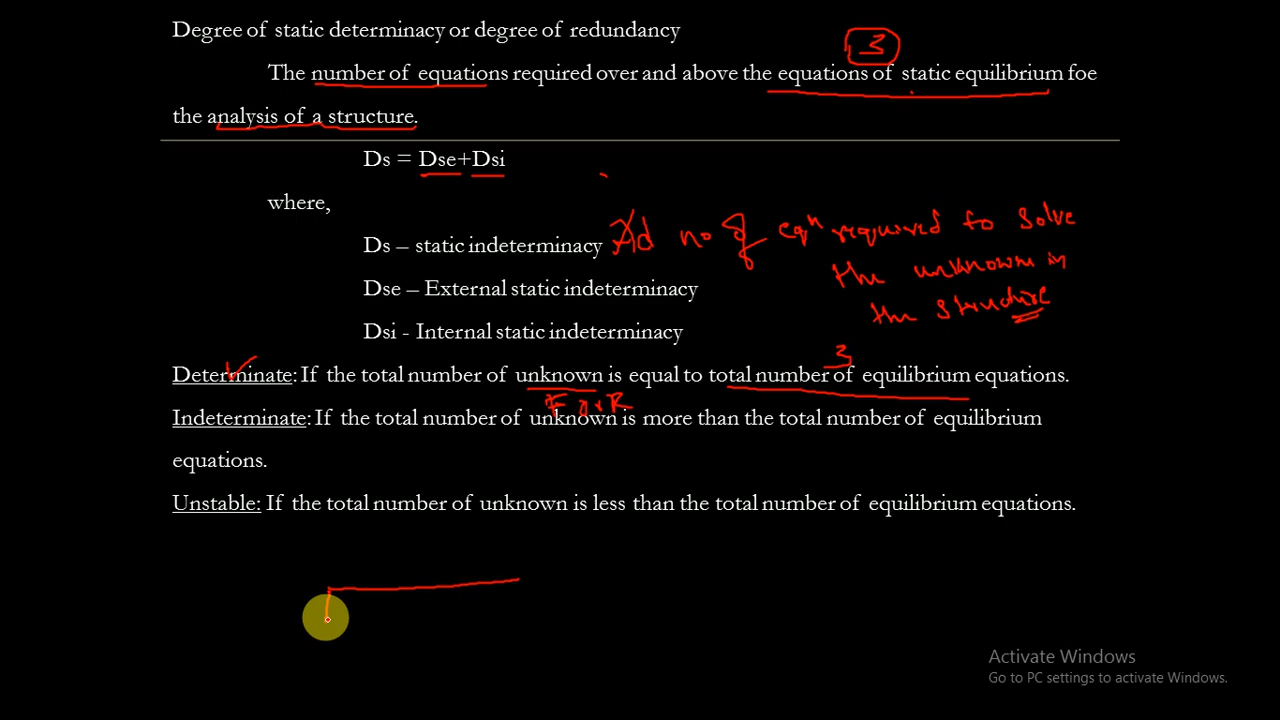 Degree of static determinacy or degree of redundancy
3
The number of equations required over and above the equations of static equilibrium foe
the analysis of a structure.
Ds = Dse+Dsi
where,
Ds – static indeterminacy
Ad no of eqn required to solve
the unknown in
the structure
Dse – External static indeterminacy
Dsi - Internal static indeterminacy
3
Determinate: If the total number of unknown is equal to total number of equilibrium equations.
F or R
Indeterminate: If the total number of unknown is more than the total number of equilibrium
equations.
Unstable: If the total number of unknown is less than the total number of equilibrium equations.
Activate Windows
Go to PC settings to activate Windows.